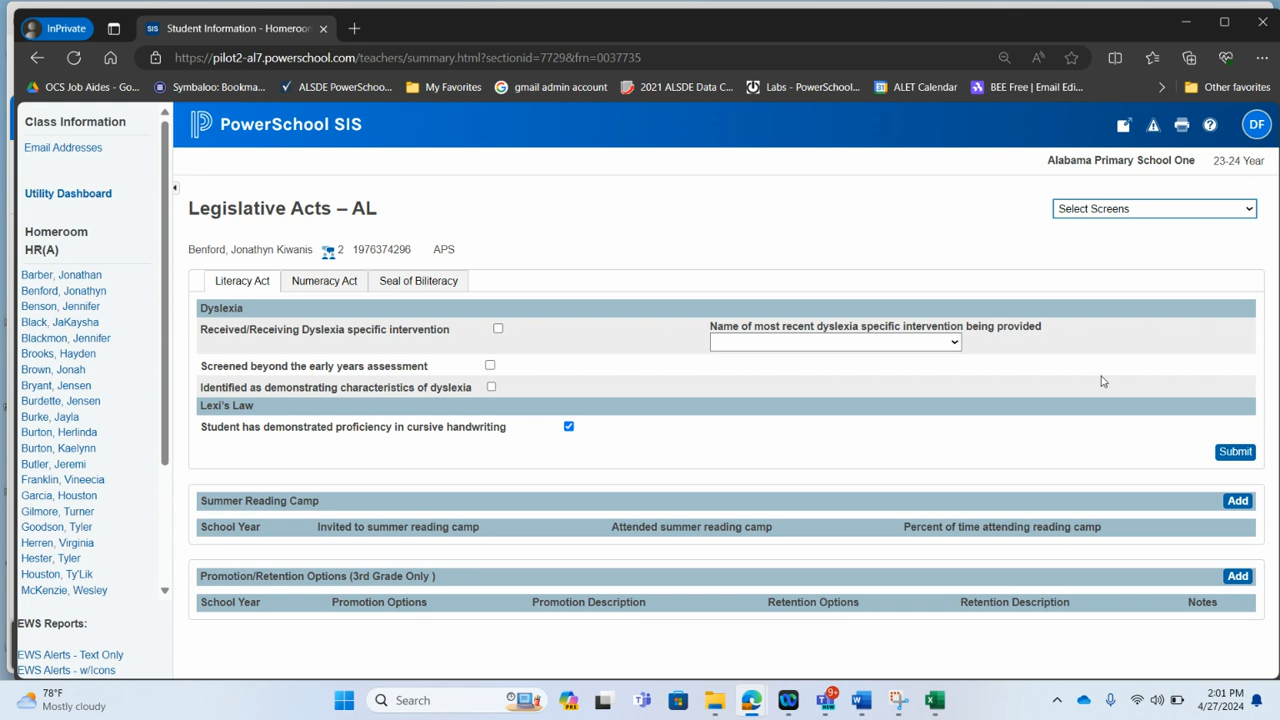 InPrivate
SIS Student Information - Homeroom
https://pilot2-al7.powerschool.com/teachers/summary.html?sectionid=7729&frn=0037735
OCS Job Aides - Go...
Symbaloo: Bookma...
ALSDE PowerSchoo...
My Favorites
gmail admin account
2021 ALSDE Data C...
Labs - PowerSchool...
ALET Calendar
BEE Free | Email Edi...
Other favorites
Class Information
Email Addresses
Utility Dashboard
Homeroom
HR(A)
Barber, Jonathan
Benford, Jonathyn
Benson, Jennifer
Black, JaKaysha
Blackmon, Jennifer
Brooks, Hayden
Brown, Jonah
Bryant, Jensen
Burdette, Jensen
Burke, Jayla
Burton, Herlinda
Burton, Kaelynn
Butler, Jeremi
Franklin, Vineecia
Garcia, Houston
Gilmore, Turner
Goodson, Tyler
Herren, Virginia
Hester, Tyler
Houston, Ty'Lik
McKenzie, Wesley
EWS Reports:
EWS Alerts - Text Only
EWS Alerts - w/Icons
PowerSchool SIS
DF
Alabama Primary School One 23-24 Year
Legislative Acts – AL
Select Screens
Benford, Jonathyn Kiwanis 2 1976374296 APS
Literacy Act Numeracy Act Seal of Biliteracy
Dyslexia
Received/Receiving Dyslexia specific intervention
Name of most recent dyslexia specific intervention being provided
Screened beyond the early years assessment
Identified as demonstrating characteristics of dyslexia
Lexi's Law
Student has demonstrated proficiency in cursive handwriting
Submit
Summer Reading Camp Add
School Year Invited to summer reading camp Attended summer reading camp Percent of time attending reading camp
Promotion/Retention Options (3rd Grade Only ) Add
School Year Promotion Options Promotion Description Retention Options Retention Description Notes
78°F
Mostly cloudy
Search
PRE
9+
NEW
2:01 PM
4/27/2024